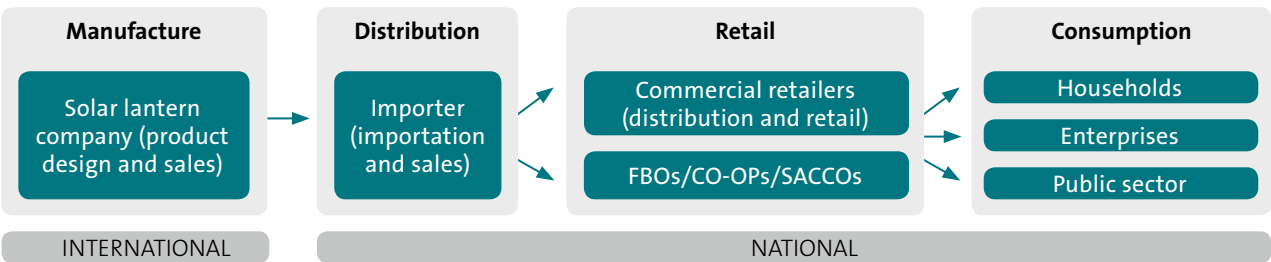 Manufacture
Solar lantern
company (product
design and sales)
Distribution
Importer
(importation
and sales)
Retail
Commercial retailers
(distribution and retail)
FBOs/CO-OPs/SACCOs
Consumption
Households
Enterprises
Public sector
INTERNATIONAL
NATIONAL